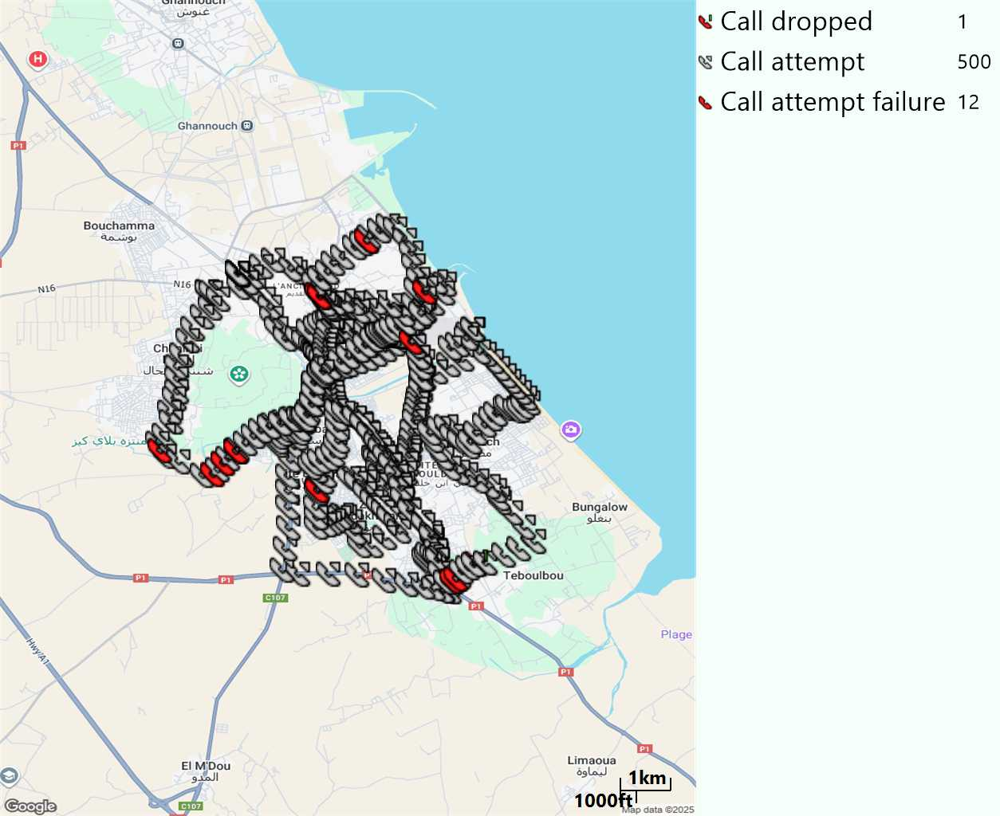 Ghannouch
غنوش
Call dropped 1
Call attempt 500
Call attempt failure 12
H
Ghannouch
P1
Bouchamma
بوشمة
N16
N16
Bungalow
بنغلو
Teboulbou
P1
P1
C107
P1
Hwy A1
Plage
P1
P1
Limaoua
ليماوة
El M'Dou
المدو
1km
1000ft
C107
Google
Map data ©2025